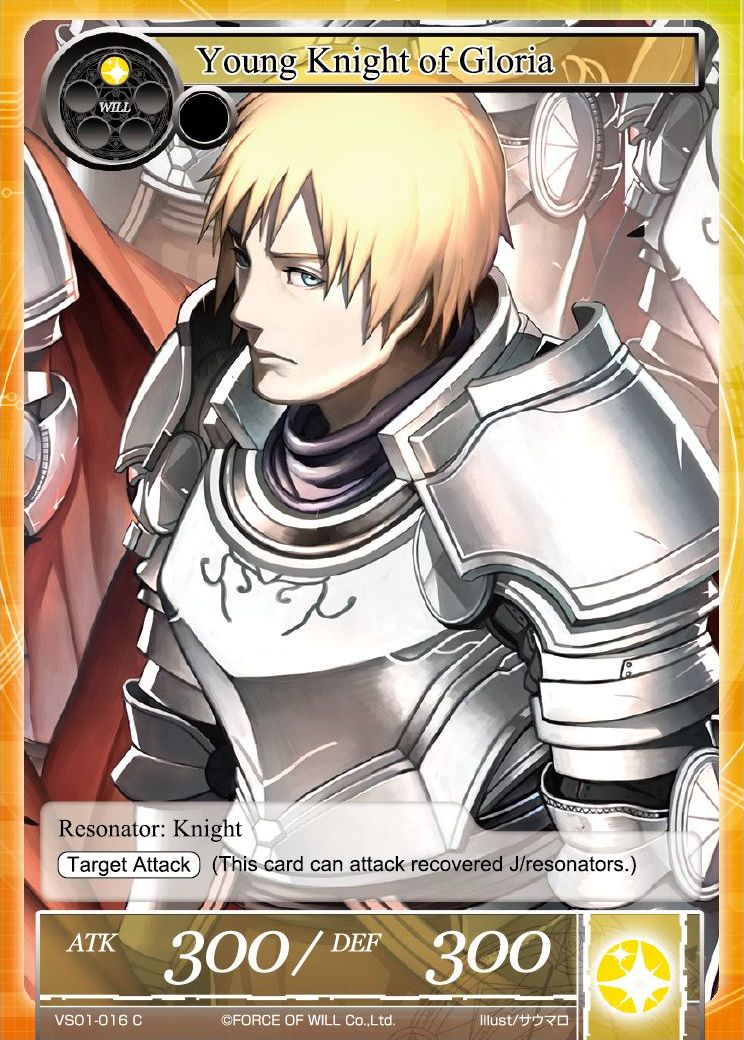 Young Knight of Gloria
WILL
Resonator: Knight
Target Attack (This card can attack recovered J/resonators.)
ATK 300/ DEF 300
VS01-016 C ©FORCE OF WILL Co.,Ltd. Illust/サウマロ